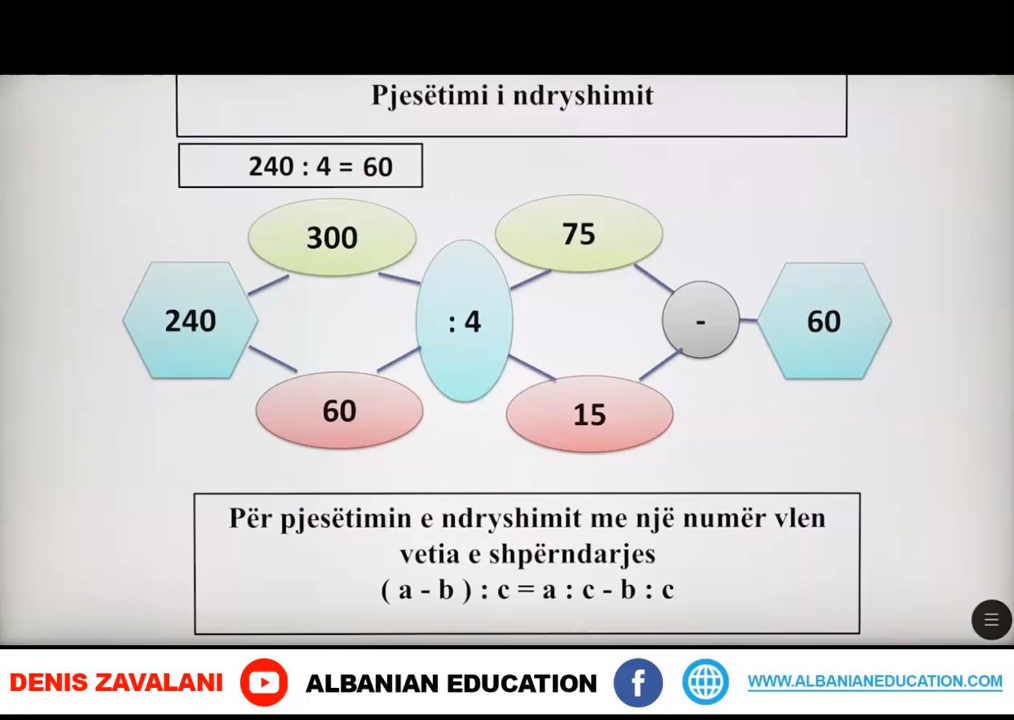 Pjesëtimi i ndryshimit
240 : 4 = 60
300
75
240
: 4
-
60
60
15
Për pjesëtimin e ndryshimit me një numër vlen
vetia e shpërndarjes
( a - b ) : c = a : c - b : c
DENIS ZAVALANI
ALBANIAN EDUCATION
f
WWW.ALBANIANEDUCATION.COM